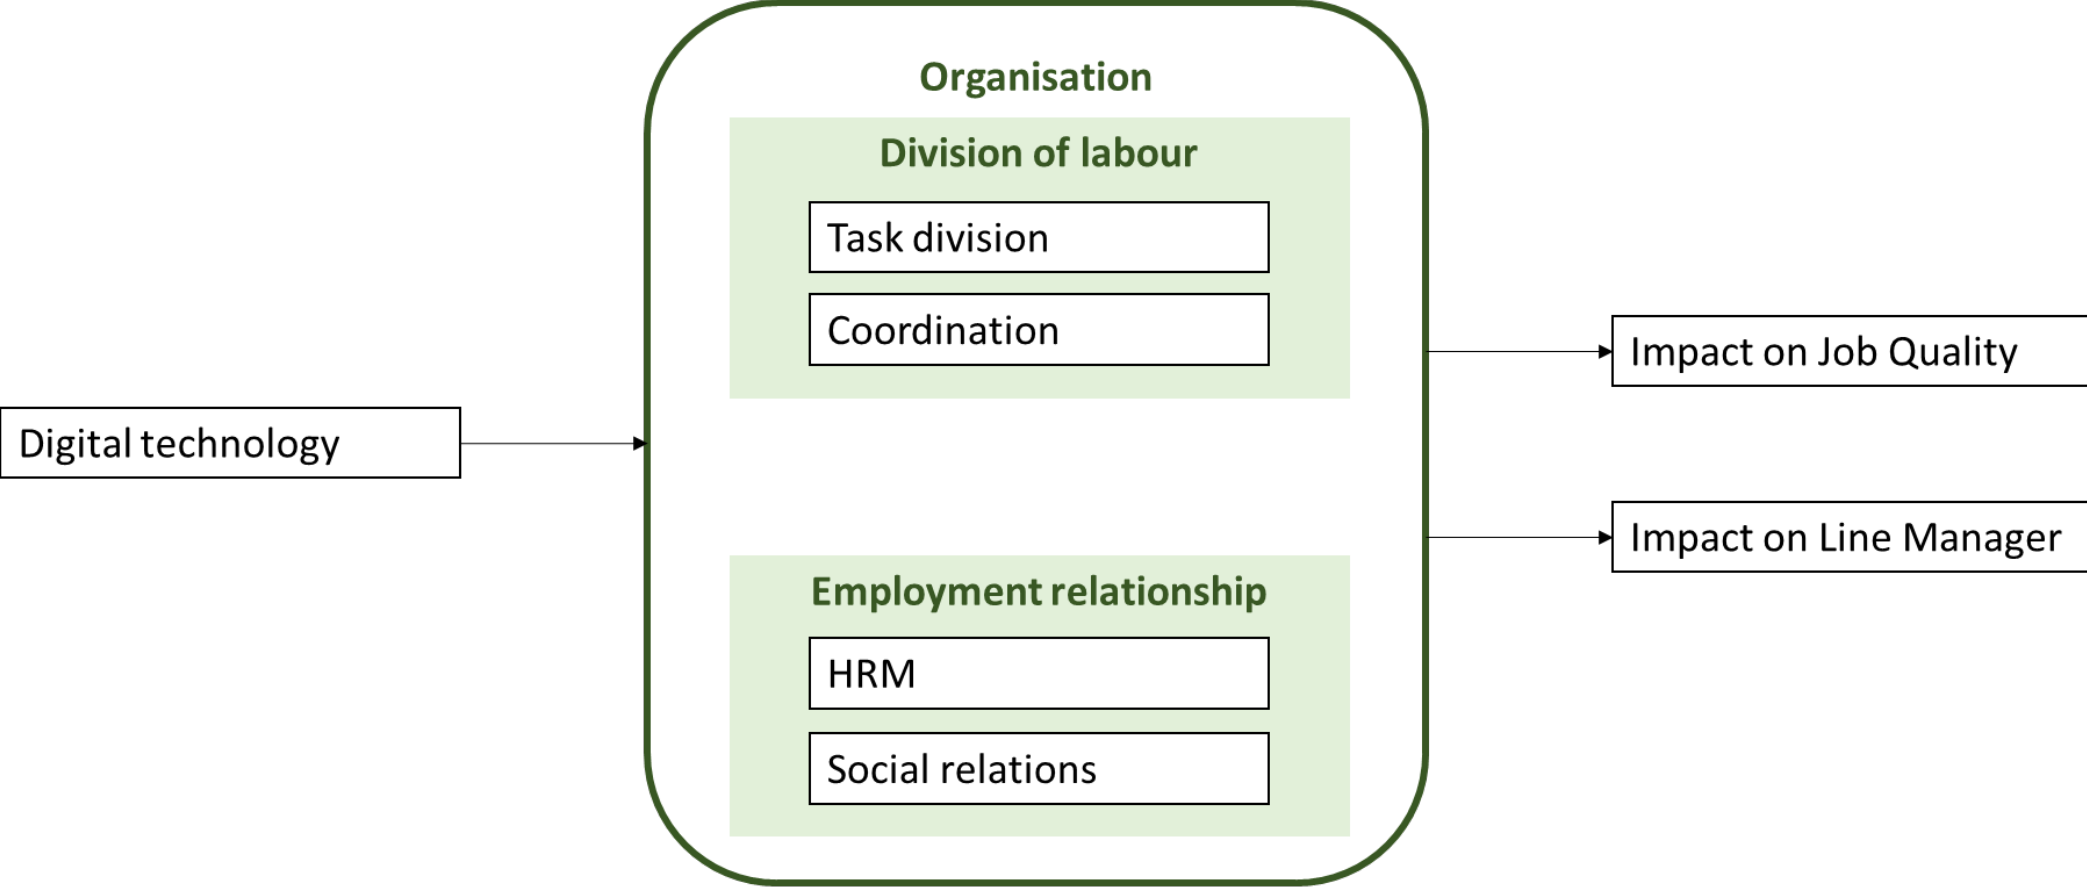 Organisation
Division of labour
Task division
Coordination
Digital technology
Employment relationship
HRM
Social relations
Impact on Job Quality
Impact on Line Manager